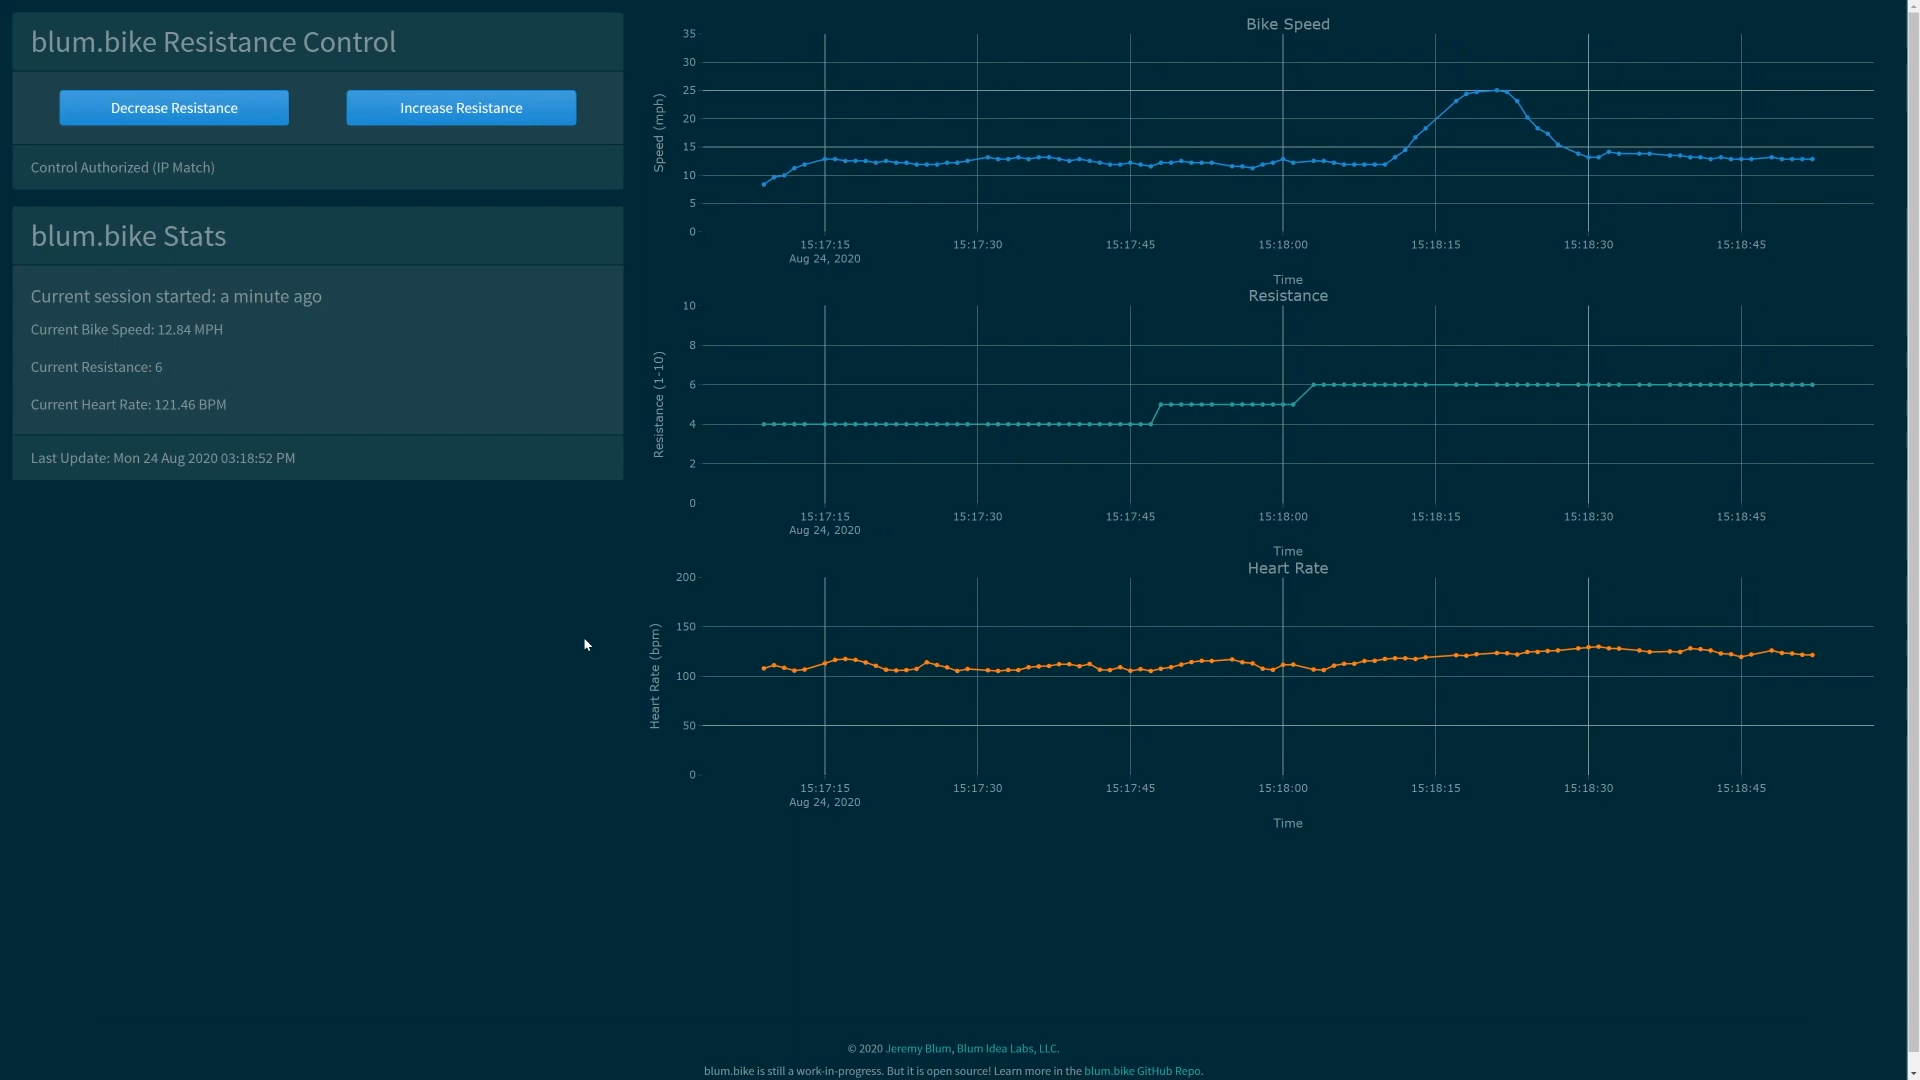 blum.bike Resistance Control
Decrease Resistance
Increase Resistance
Control Authorized (IP Match)
blum.bike Stats
Current session started: a minute ago
Current Bike Speed: 12.84 MPH
Current Resistance: 6
Current Heart Rate: 121.46 BPM
Last Update: Mon 24 Aug 2020 03:18:52 PM
Bike Speed
Speed (mph)
35
30
25
20
15
10
5
0
15:17:15 15:17:30 15:17:45 15:18:00 15:18:15 15:18:30 15:18:45
Aug 24, 2020
Time
Resistance
Resistance (1-10)
10
8
6
4
2
0
15:17:15 15:17:30 15:17:45 15:18:00 15:18:15 15:18:30 15:18:45
Aug 24, 2020
Time
Heart Rate
Heart Rate (bpm)
200
150
100
50
0
15:17:15 15:17:30 15:17:45 15:18:00 15:18:15 15:18:30 15:18:45
Aug 24, 2020
Time
© 2020 Jeremy Blum, Blum Idea Labs, LLC.
blum.bike is still a work-in-progress. But it is open source! Learn more in the blum.bike GitHub Repo.